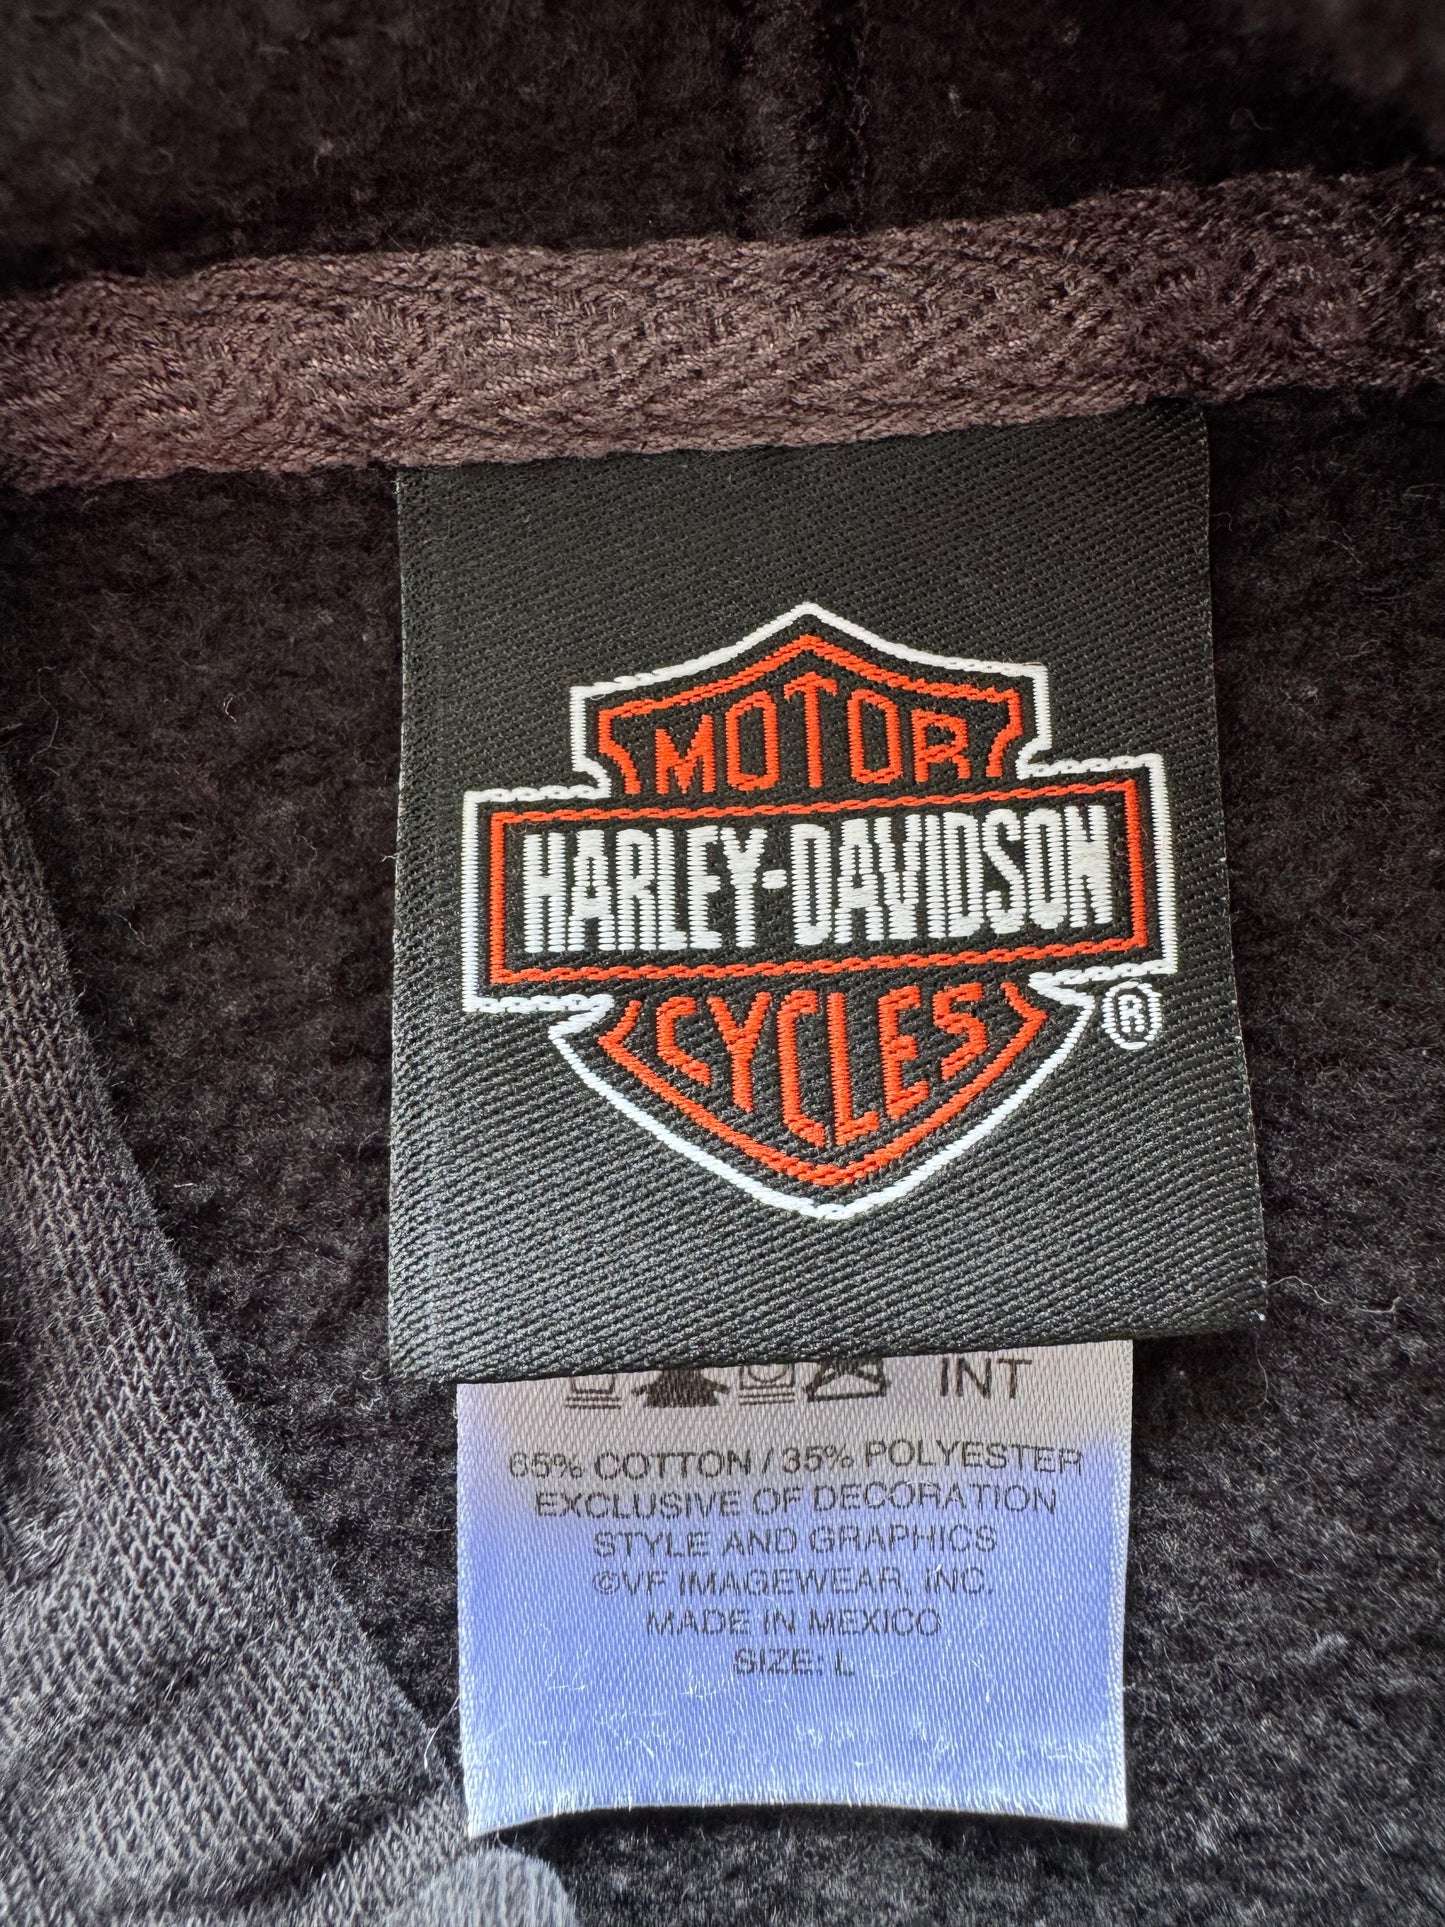 MOTOR
HARLEY-DAVIDSON
CYCLES
®
INT
65% COTTON / 35% POLYESTER
EXCLUSIVE OF DECORATION
STYLE AND GRAPHICS
©VF IMAGEWEAR, INC.
MADE IN MEXICO
SIZE: L